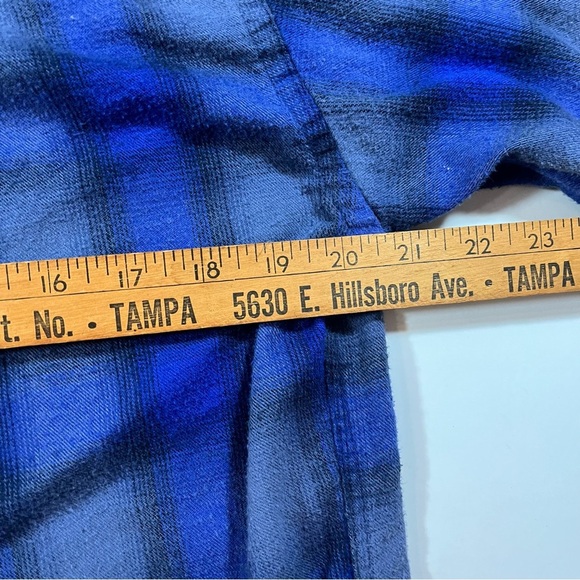 16 17 18 19 20 21 22 23
t. No. • TAMPA 5630 E. Hillsboro Ave. • TAMPA